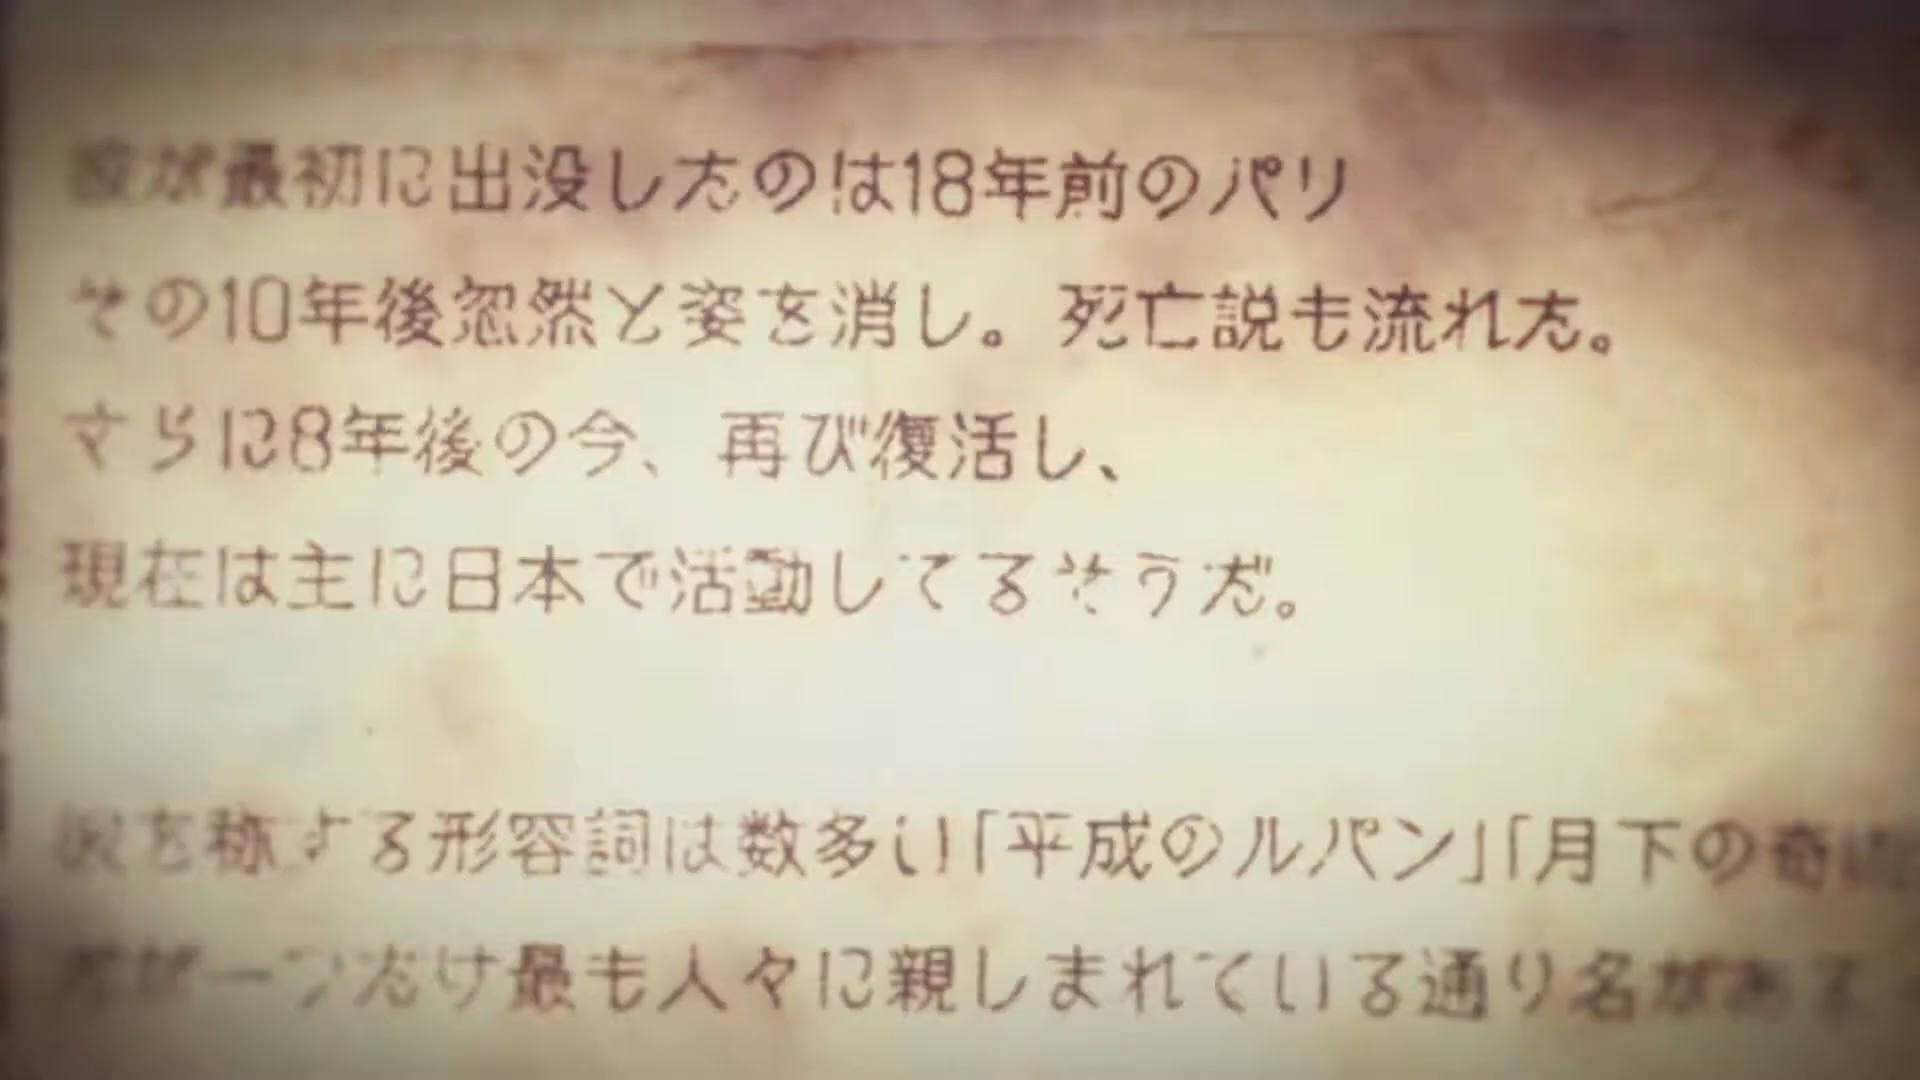 彼が最初に出没したのは18年前のパリ
その10年後忽然と姿を消し。死亡説も流れた。
さらに8年後の今、再び復活し、
現在は主に日本で活動してるそうだ。
彼を称する形容詞は数多い「平成のルパン」「月下の奇
だが一つだけ最も人々に親しまれている通り名がある